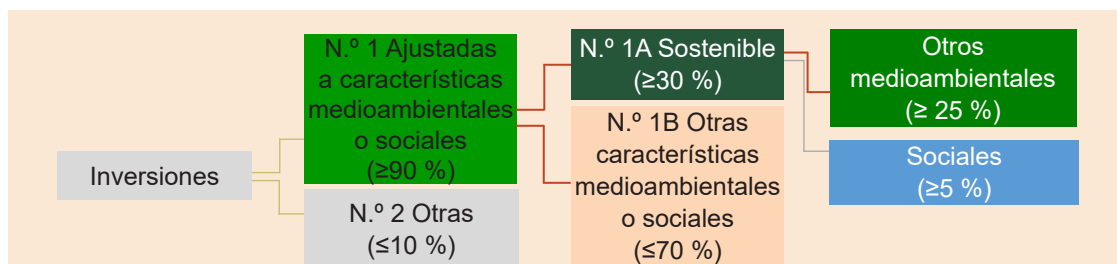 Inversiones
N.º 1 Ajustadas
a características
medioambientales
o sociales
(≥90 %)
N.º 2 Otras
(≤10 %)
N.º 1A Sostenible
(≥30 %)
N.º 1B Otras
características
medioambientales
o sociales
(≤70 %)
Otros
medioambientales
(≥ 25 %)
Sociales
(≥5 %)